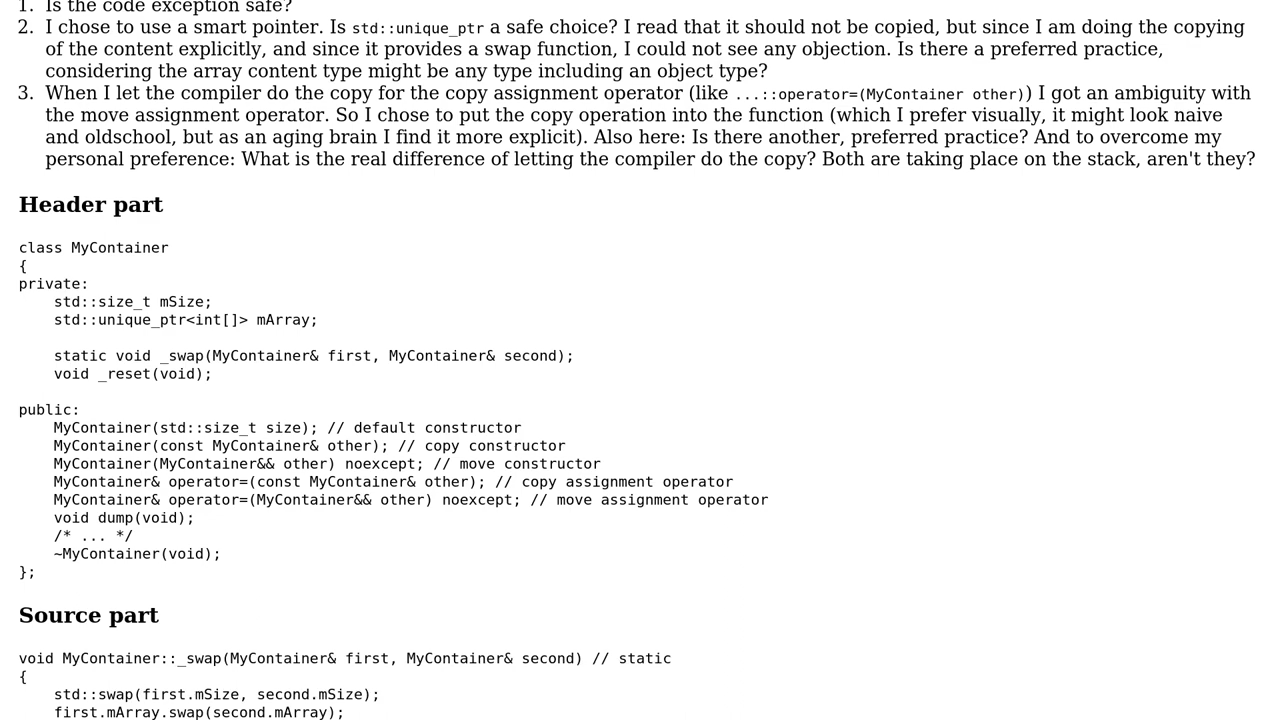 1. Is the code exception safe?
2. I chose to use a smart pointer. Is std::unique_ptr a safe choice? I read that it should not be copied, but since I am doing the copying
of the content explicitly, and since it provides a swap function, I could not see any objection. Is there a preferred practice,
considering the array content type might be any type including an object type?
3. When I let the compiler do the copy for the copy assignment operator (like ...::operator=(MyContainer other)) I got an ambiguity with
the move assignment operator. So I chose to put the copy operation into the function (which I prefer visually, it might look naive
and oldschool, but as an aging brain I find it more explicit). Also here: Is there another, preferred practice? And to overcome my
personal preference: What is the real difference of letting the compiler do the copy? Both are taking place on the stack, aren't they?
Header part
class MyContainer
{
private:
    std::size_t mSize;
    std::unique_ptr<int[]> mArray;
    static void _swap(MyContainer& first, MyContainer& second);
    void _reset(void);
public:
    MyContainer(std::size_t size); // default constructor
    MyContainer(const MyContainer& other); // copy constructor
    MyContainer(MyContainer&& other) noexcept; // move constructor
    MyContainer& operator=(const MyContainer& other); // copy assignment operator
    MyContainer& operator=(MyContainer&& other) noexcept; // move assignment operator
    void dump(void);
    /* ... */
    ~MyContainer(void);
};
Source part
void MyContainer::_swap(MyContainer& first, MyContainer& second) // static
{
    std::swap(first.mSize, second.mSize);
    first.mArray.swap(second.mArray);